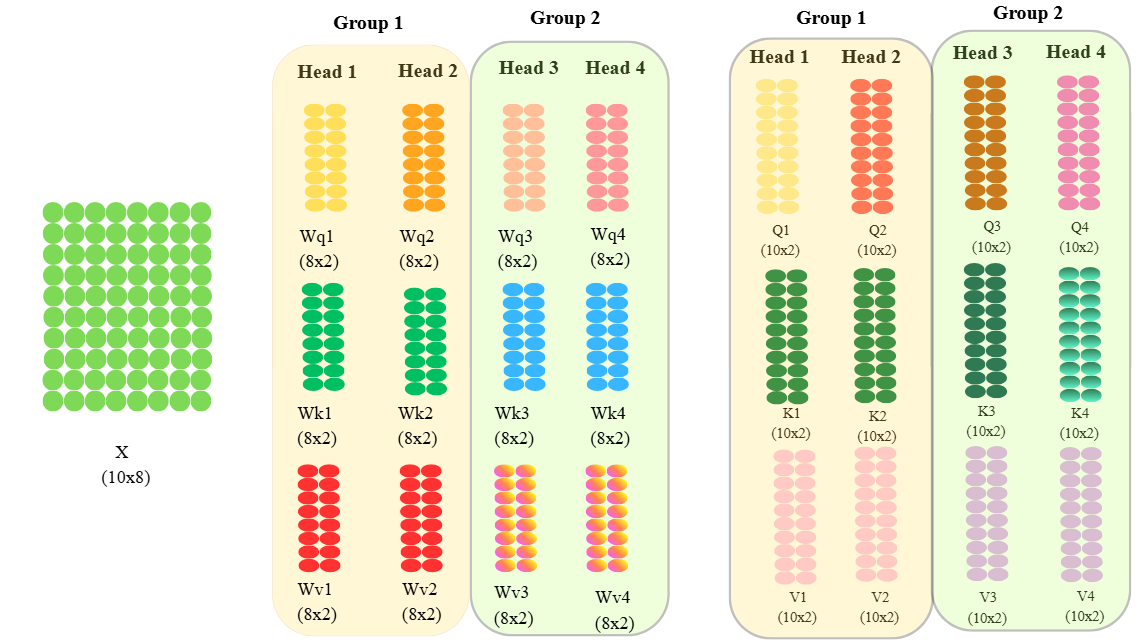 Group 1
Group 2
Group 1
Group 2
Head 1
Head 2
Head 3
Head 4
Head 1
Head 2
Head 3
Head 4
Wq1
(8x2)
Wq2
(8x2)
Wq3
(8x2)
Wq4
(8x2)
Q1
(10x2)
Q2
(10x2)
Q3
(10x2)
Q4
(10x2)
Wk1
(8x2)
Wk2
(8x2)
Wk3
(8x2)
Wk4
(8x2)
K1
(10x2)
K2
(10x2)
K3
(10x2)
K4
(10x2)
X
(10x8)
Wv1
(8x2)
Wv2
(8x2)
Wv3
(8x2)
Wv4
(8x2)
V1
(10x2)
V2
(10x2)
V3
(10x2)
V4
(10x2)